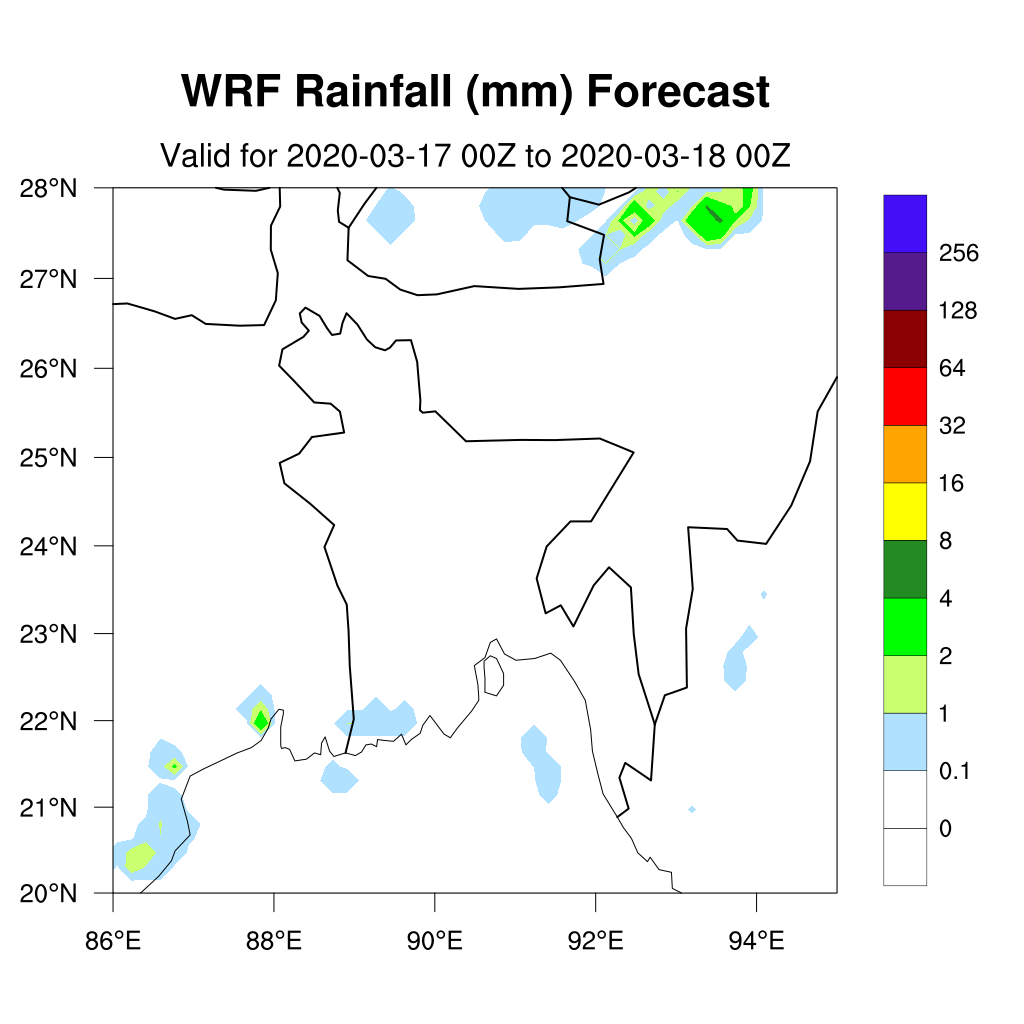 WRF Rainfall (mm) Forecast
Valid for 2020-03-17 00Z to 2020-03-18 00Z
28°N
27°N
26°N
25°N
24°N
23°N
22°N
21°N
20°N
86°E 88°E 90°E 92°E 94°E
256
128
64
32
16
8
4
2
1
0.1
0